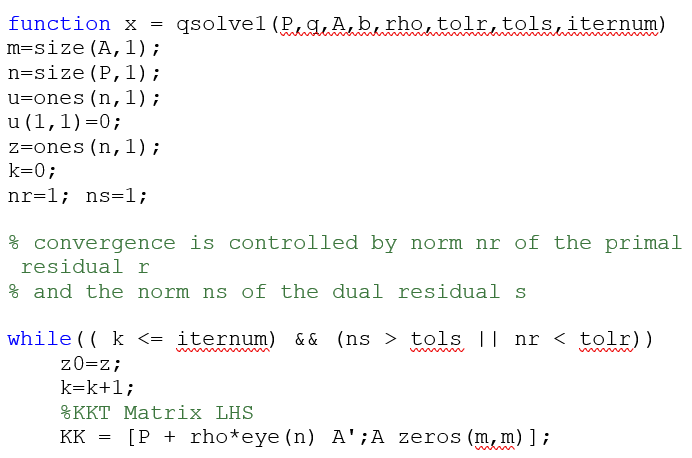 function x = qsolve1(P,q,A,b,rho,tolr,tols,iternum)
m=size(A,1);
n=size(P,1);
u=ones(n,1);
u(1,1)=0;
z=ones(n,1);
k=0;
nr=1; ns=1;
% convergence is controlled by norm nr of the primal
residual r
% and the norm ns of the dual residual s
while(( k <= iternum) && (ns > tols || nr < tolr))
z0=z;
k=k+1;
%KKT Matrix LHS
KK = [P + rho*eye(n) A';A zeros(m,m)];